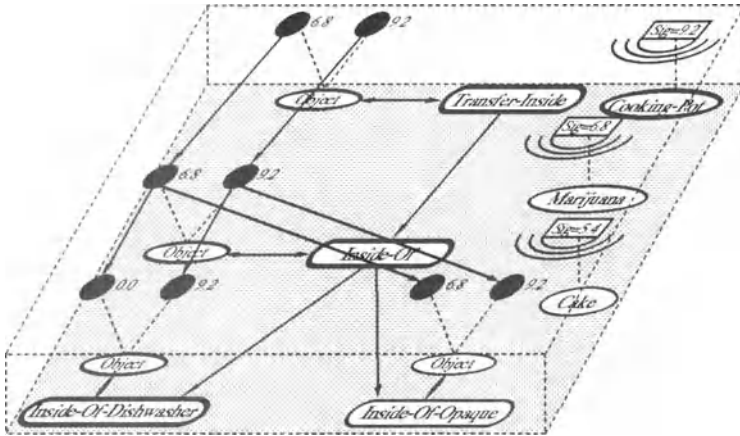 6.8
9.2
Sig=9.2
Object
Transfer-Inside
Cooking-Pot
Sig=6.8
6.8
9.2
Marijuana
Sig=5.4
Object
Inside-Of
0.0
9.2
6.8
9.2
Cake
Object
Object
Inside-Of-Dishwasher
Inside-Of-Opaque